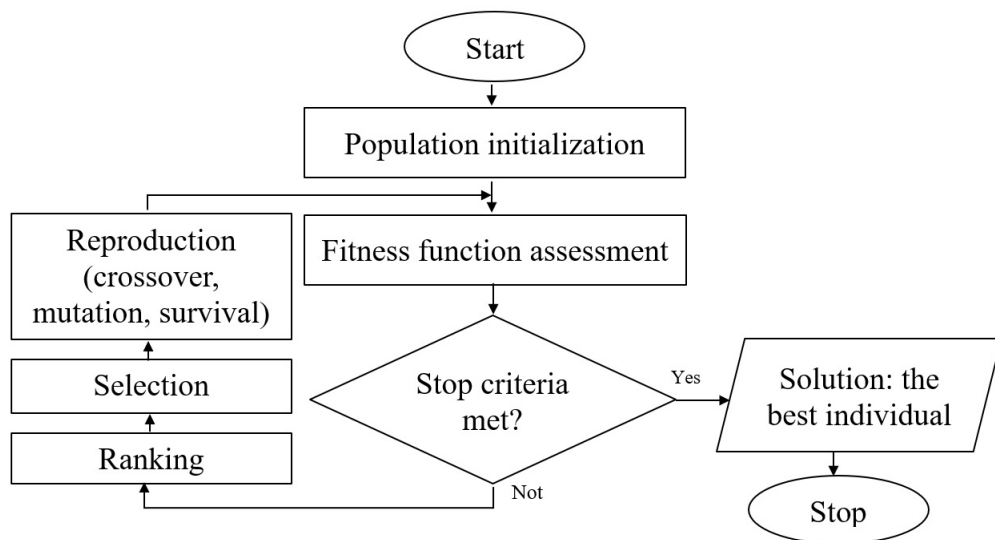 Start
Population initialization
Fitness function assessment
Reproduction
(crossover,
mutation, survival)
Selection
Ranking
Stop criteria
met?
Yes
Not
Solution: the
best individual
Stop